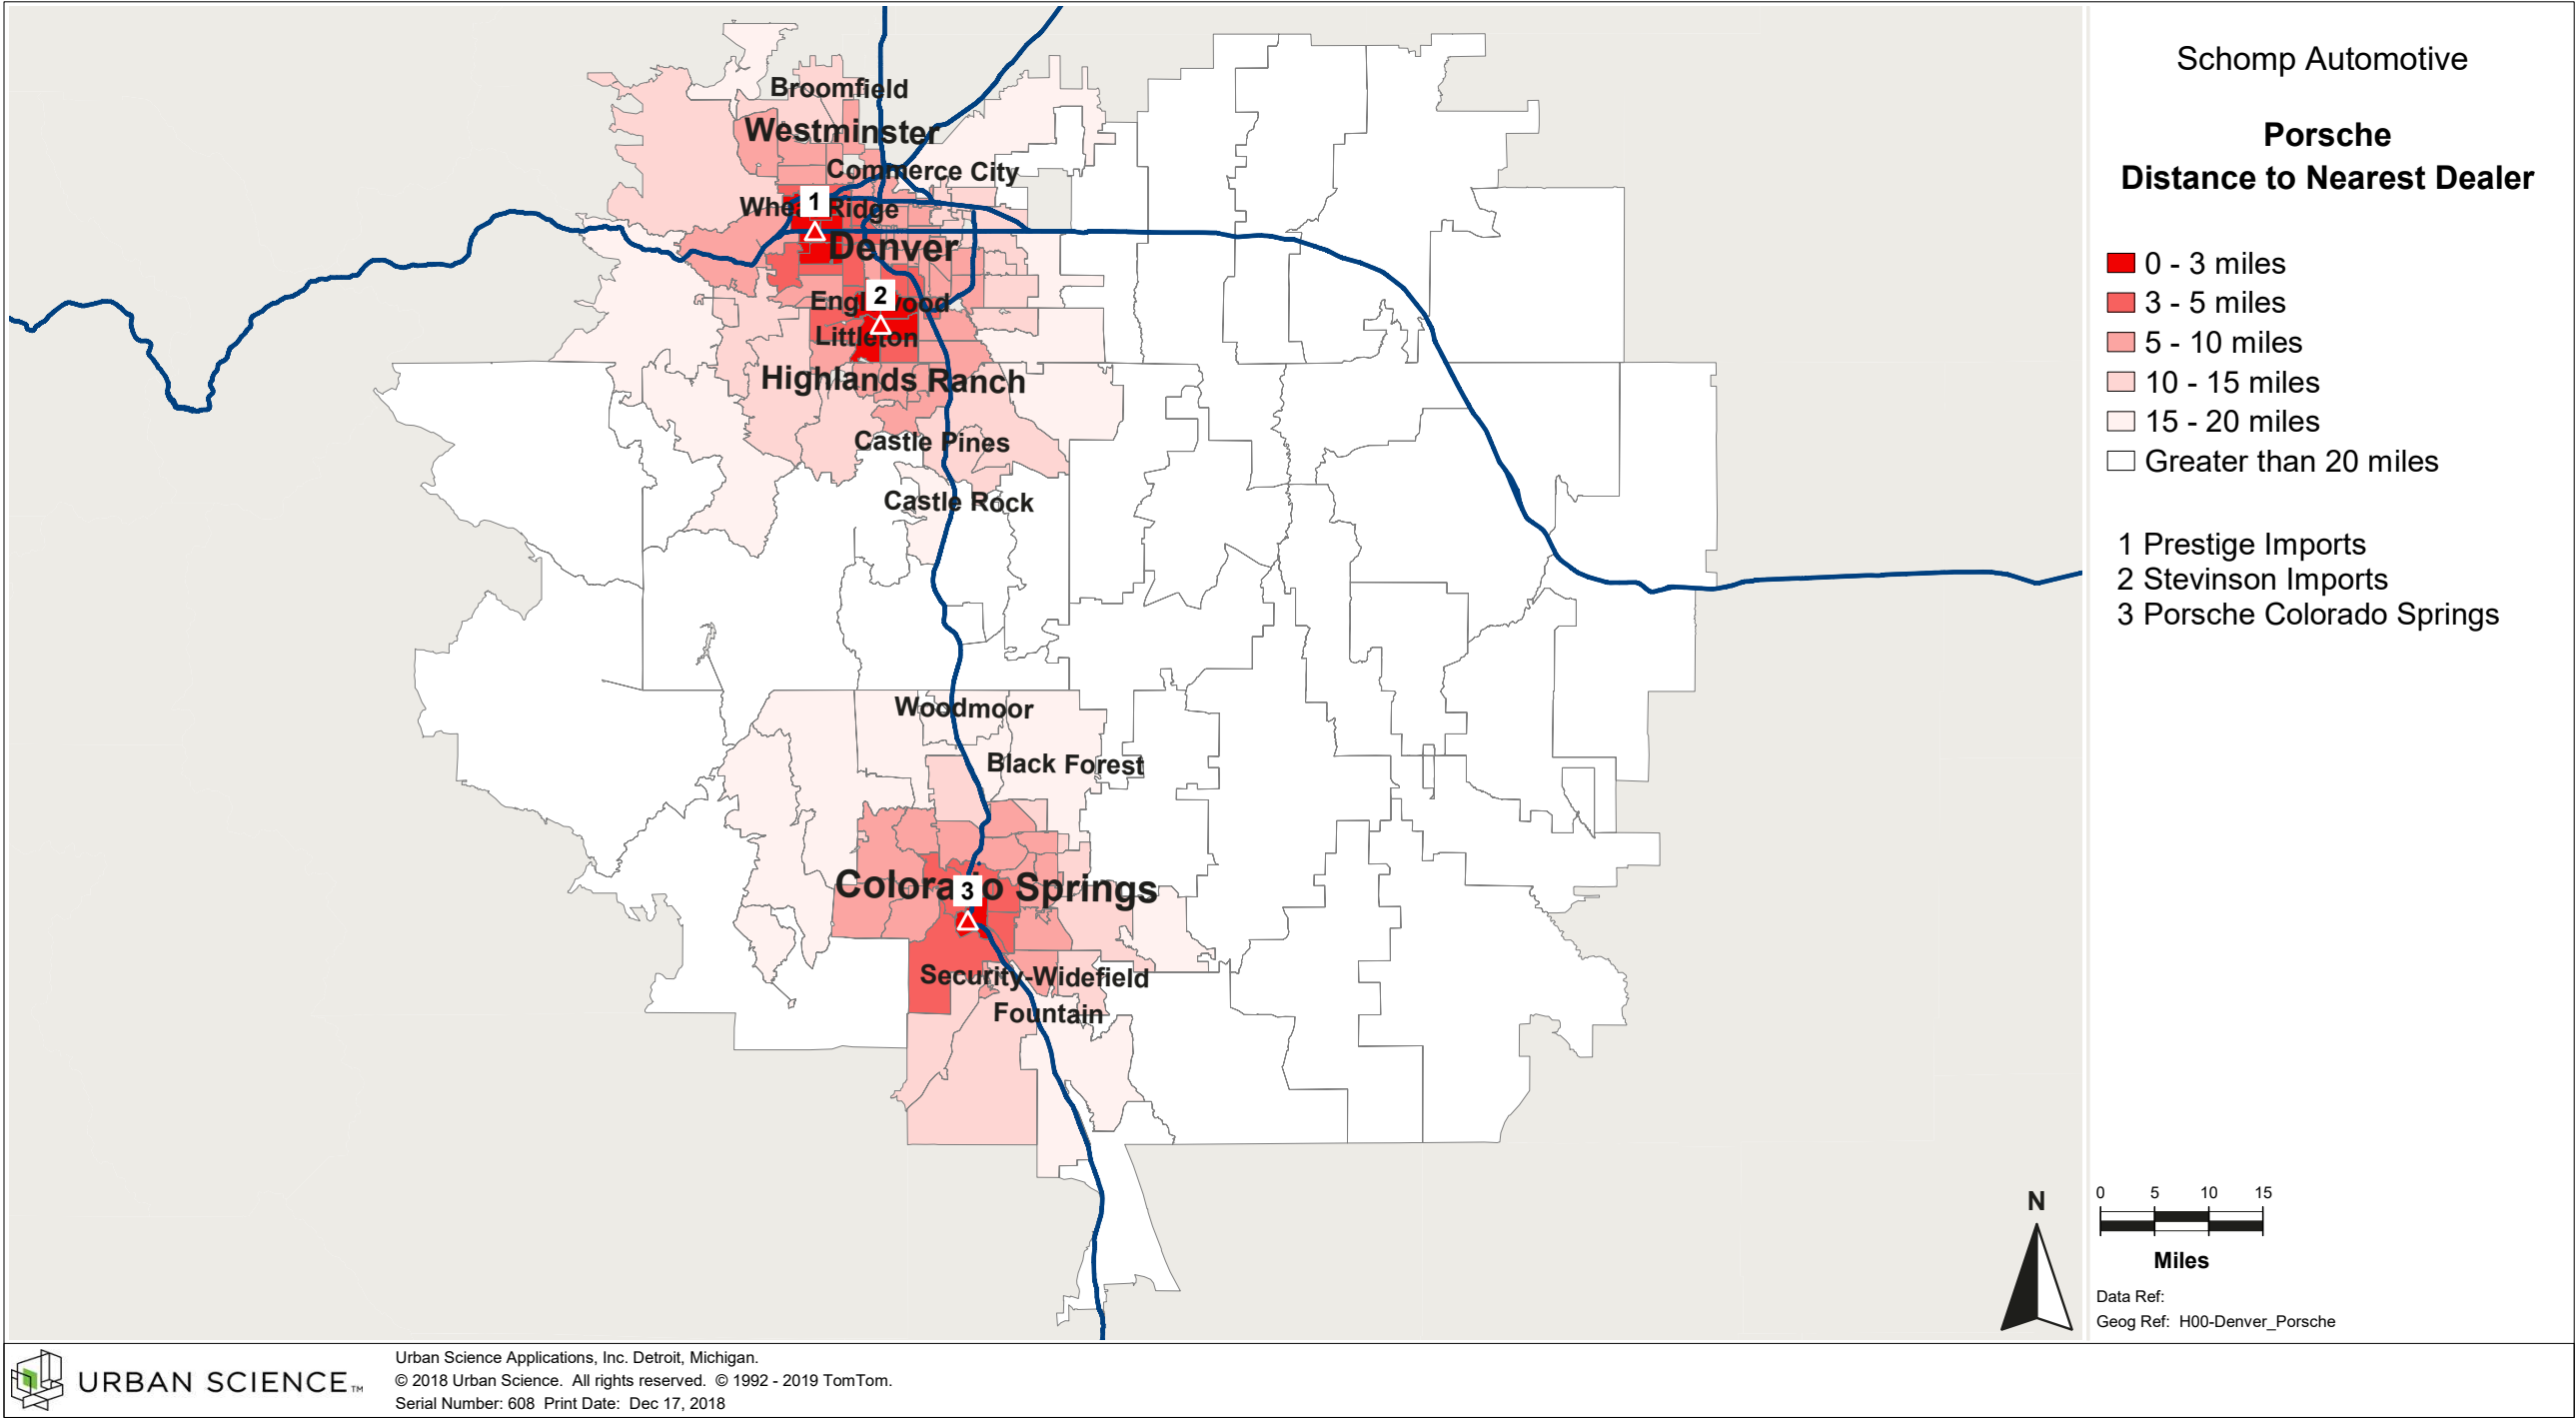 Schomp Automotive
Porsche
Distance to Nearest Dealer
0 - 3 miles
3 - 5 miles
5 - 10 miles
10 - 15 miles
15 - 20 miles
Greater than 20 miles
1 Prestige Imports
2 Stevinson Imports
3 Porsche Colorado Springs
Broomfield
Westminster
Commerce City
1
Whe Ridge
Denver
2
Engl wood
Littleton
Highlands Ranch
Castle Pines
Castle Rock
Woodmoor
Black Forest
Colora o Springs
3
Security-Widefield
Fountain
N
0 5 10 15
Miles
Data Ref:
Geog Ref: H00-Denver_Porsche
URBAN SCIENCE™
Urban Science Applications, Inc. Detroit, Michigan.
© 2018 Urban Science. All rights reserved. © 1992 - 2019 TomTom.
Serial Number: 608 Print Date: Dec 17, 2018